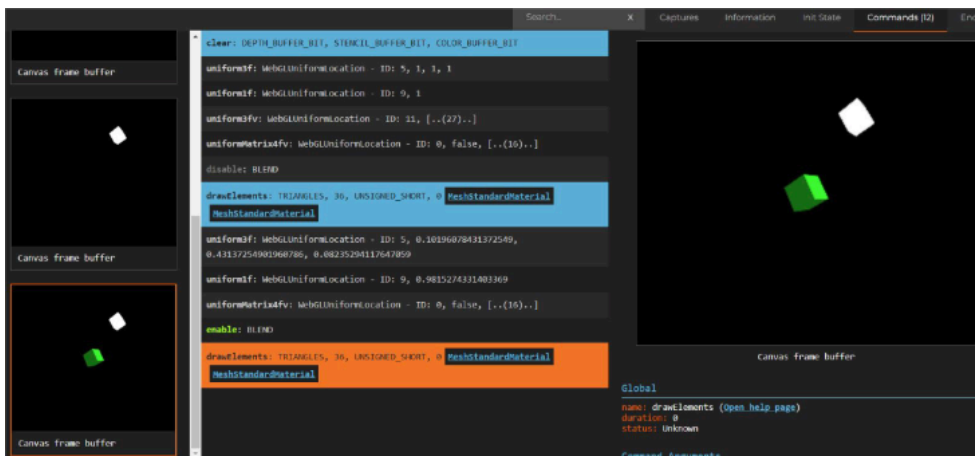 Search...
X
Captures
Information
Init State
Commands (12)
En
Canvas frame buffer
Canvas frame buffer
Canvas frame buffer
clear: DEPTH_BUFFER_BIT, STENCIL_BUFFER_BIT, COLOR_BUFFER_BIT
uniform3f: WebGLUniformLocation - ID: 5, 1, 1, 1
uniform1f: WebGLUniformLocation - ID: 9, 1
uniform3fv: WebGLUniformLocation - ID: 11, [..(27)..]
uniformMatrix4fv: WebGLUniformLocation - ID: 0, false, [..(16)..]
disable: BLEND
drawElements: TRIANGLES, 36, UNSIGNED_SHORT, 0 MeshStandardMaterial
MeshStandardMaterial
uniform3f: WebGLUniformLocation - ID: 5, 0.10196078431372549,
0.43137254901960786, 0.08235294117647059
uniform1f: WebGLUniformLocation - ID: 9, 0.9815274331403369
uniformMatrix4fv: WebGLUniformLocation - ID: 0, false, [..(16)..]
enable: BLEND
drawElements: TRIANGLES, 36, UNSIGNED_SHORT, 0 MeshStandardMaterial
MeshStandardMaterial
Canvas frame buffer
Global
name: drawElements (Open help page)
duration: 0
status: Unknown
Command Arguments